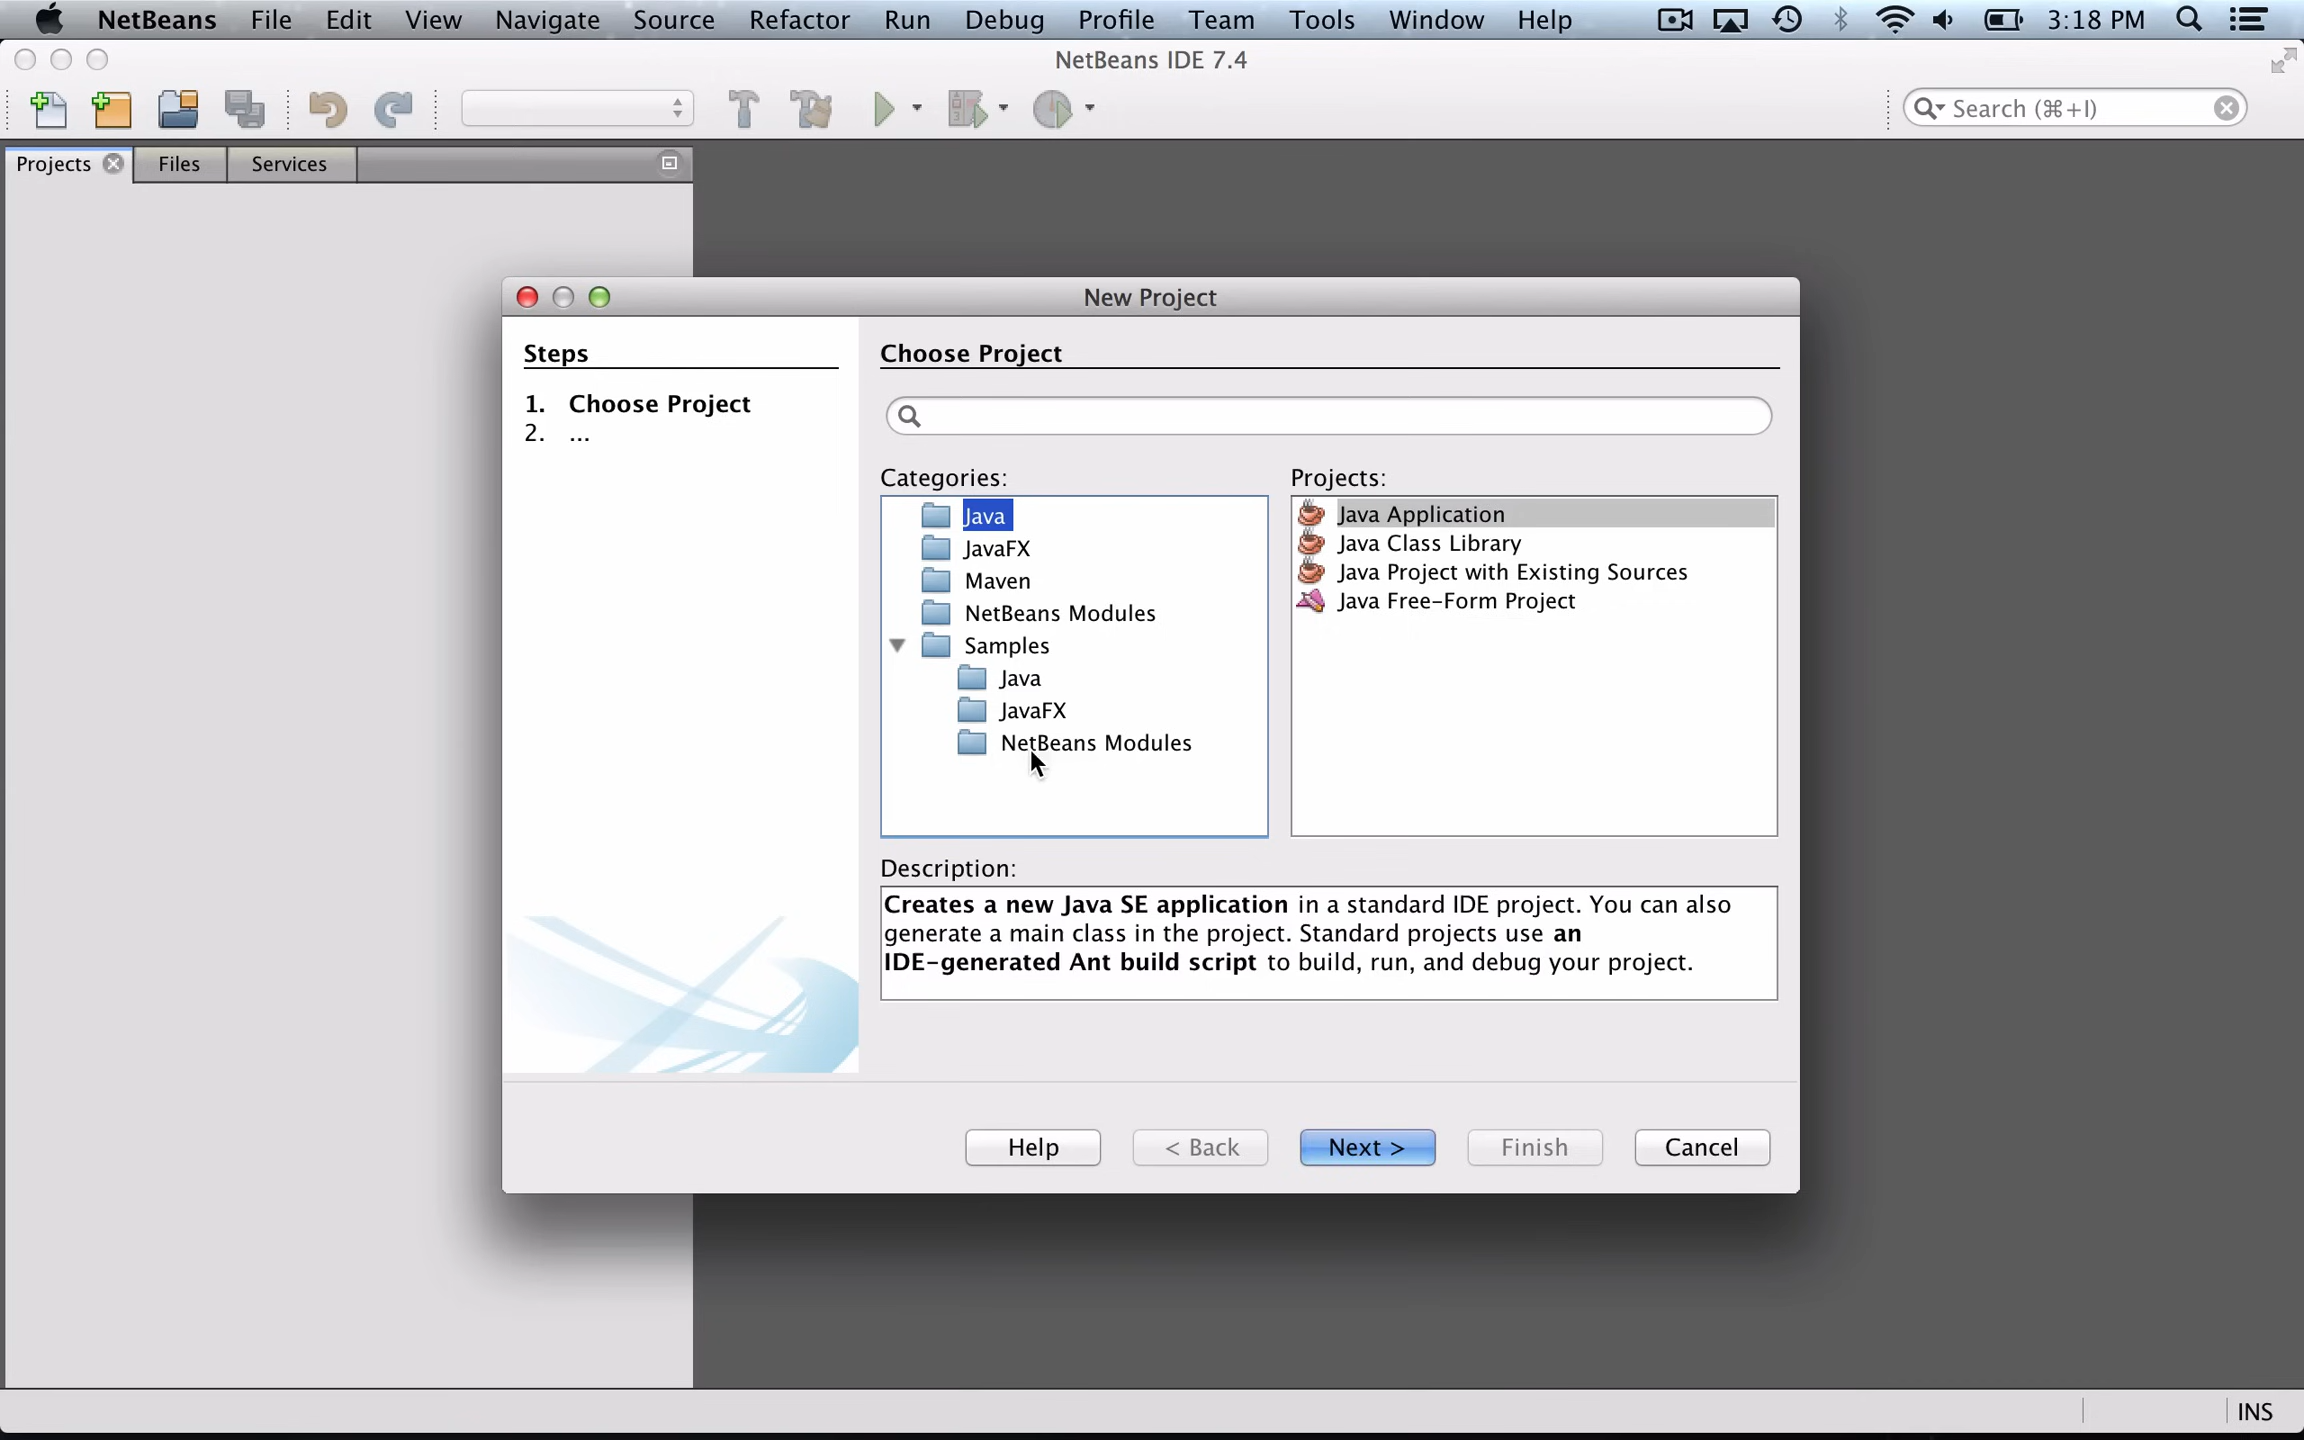 NetBeans File Edit View Navigate Source Refactor Run Debug Profile Team Tools Window Help 3:18 PM
NetBeans IDE 7.4
Search (⌘+I)
Projects Files Services
New Project
Steps
1. Choose Project
2. ...
Choose Project
Categories:
Java
JavaFX
Maven
NetBeans Modules
Samples
Java
JavaFX
NetBeans Modules
Projects:
Java Application
Java Class Library
Java Project with Existing Sources
Java Free-Form Project
Description:
Creates a new Java SE application in a standard IDE project. You can also
generate a main class in the project. Standard projects use an
IDE-generated Ant build script to build, run, and debug your project.
Help < Back Next > Finish Cancel
INS